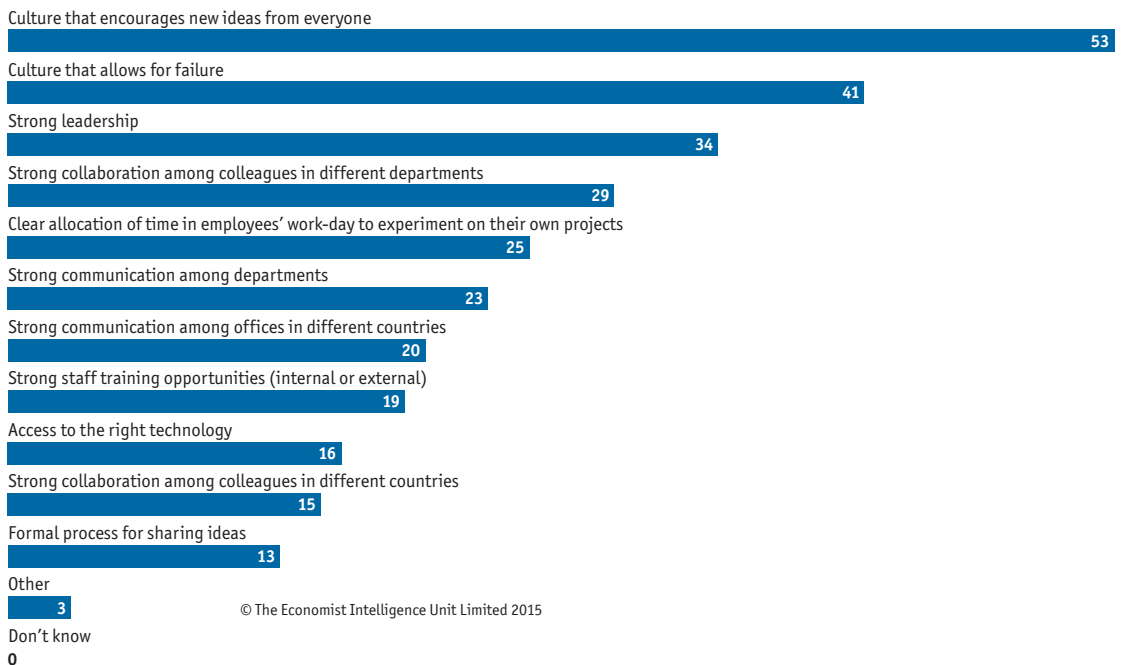 Culture that encourages new ideas from everyone
53
Culture that allows for failure
41
Strong leadership
34
Strong collaboration among colleagues in different departments
29
Clear allocation of time in employees’ work-day to experiment on their own projects
25
Strong communication among departments
23
Strong communication among offices in different countries
20
Strong staff training opportunities (internal or external)
19
Access to the right technology
16
Strong collaboration among colleagues in different countries
15
Formal process for sharing ideas
13
Other
3
© The Economist Intelligence Unit Limited 2015
Don’t know
0